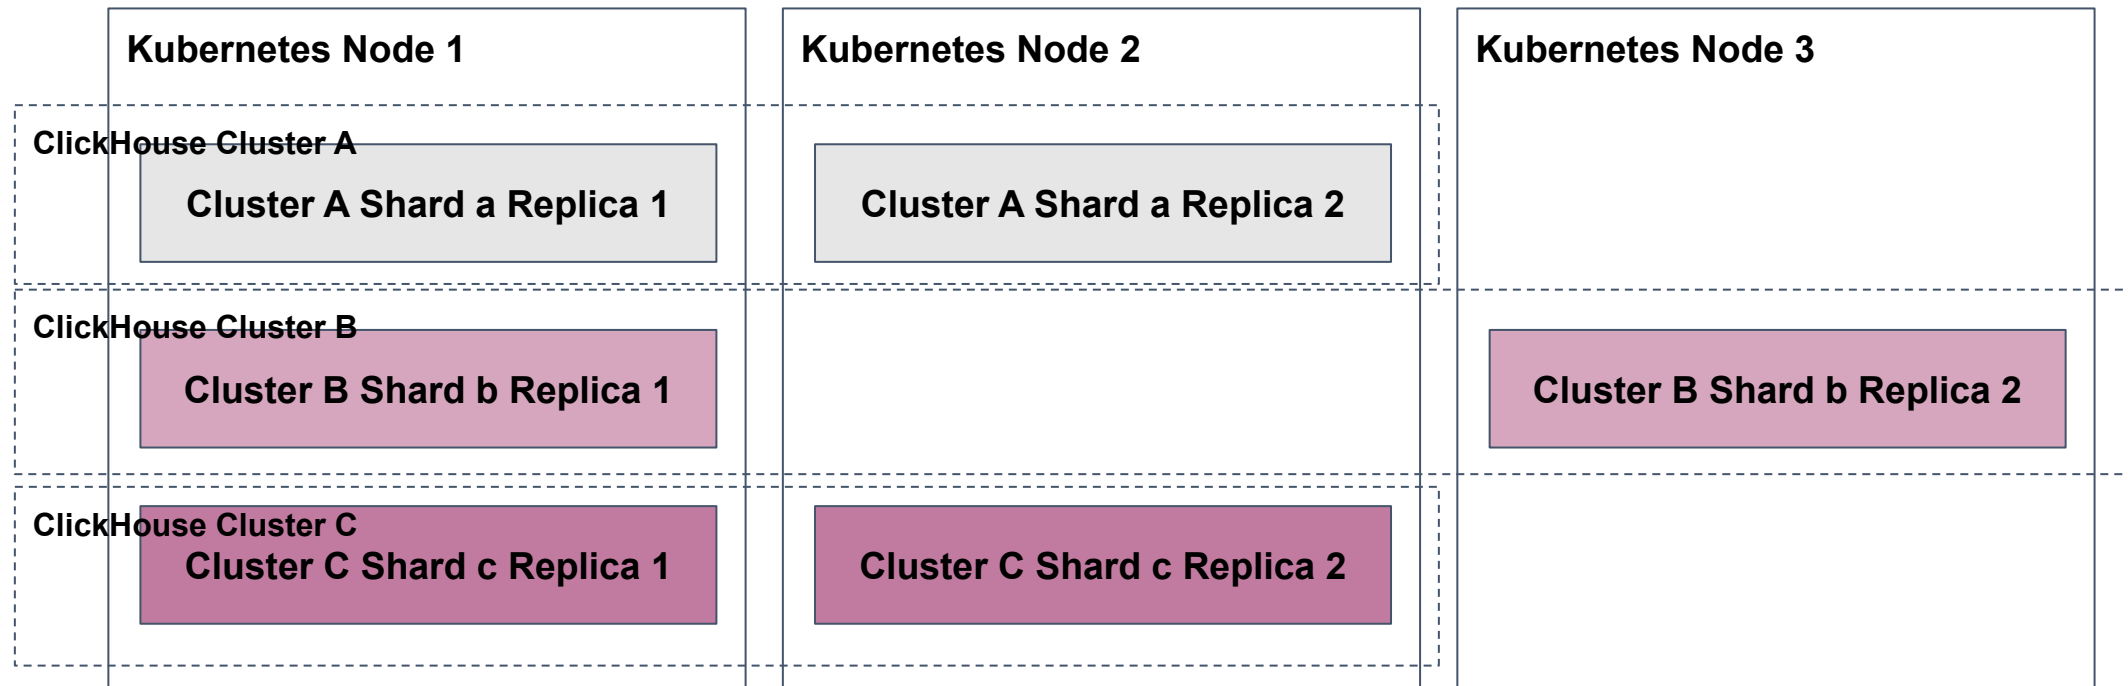 Kubernetes Node 1
Kubernetes Node 2
Kubernetes Node 3
ClickHouse Cluster A
Cluster A Shard a Replica 1
Cluster A Shard a Replica 2
ClickHouse Cluster B
Cluster B Shard b Replica 1
Cluster B Shard b Replica 2
ClickHouse Cluster C
Cluster C Shard c Replica 1
Cluster C Shard c Replica 2